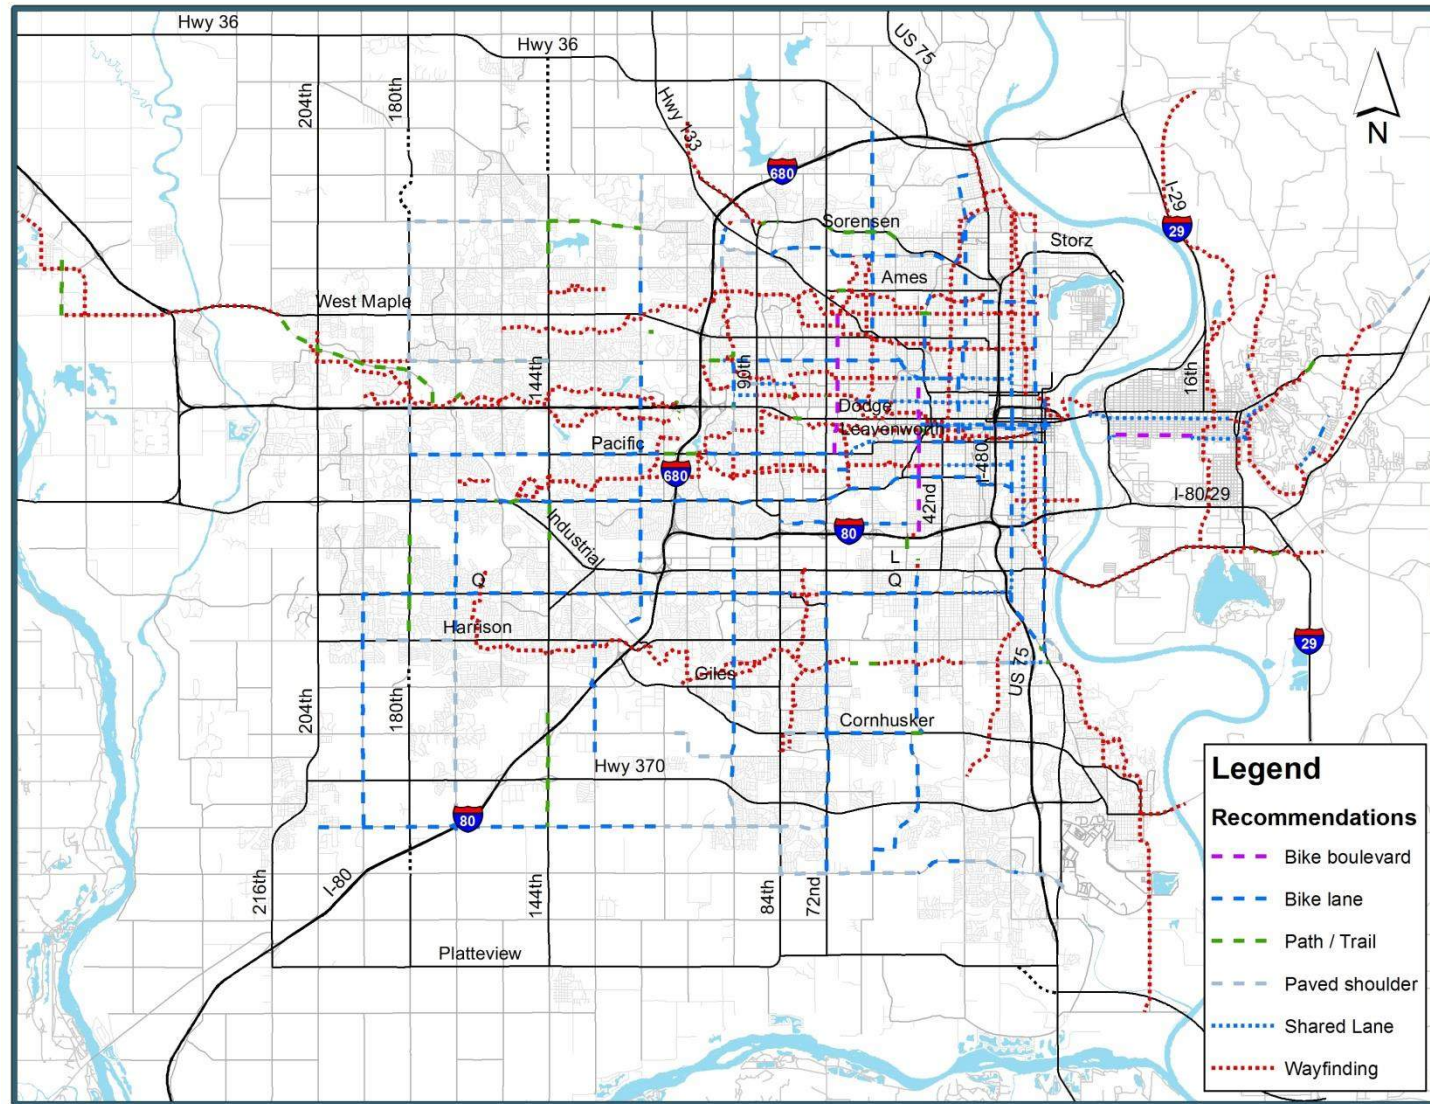 Hwy 36
US 75
Hwy 36
204th
180th
Hwy 133
N
680
I-29
29
Sorensen
Storz
Ames
West Maple
144th
90th
16th
Dodge
Leavenworth
Pacific
680
I-480
42nd
I-80/29
Industrial
80
L
Q
Q
Harrison
29
US 75
Giles
204th
180th
Cornhusker
Hwy 370
80
I-80
216th
144th
84th
72nd
Platteview
Legend
Recommendations
Bike boulevard
Bike lane
Path / Trail
Paved shoulder
Shared Lane
Wayfinding